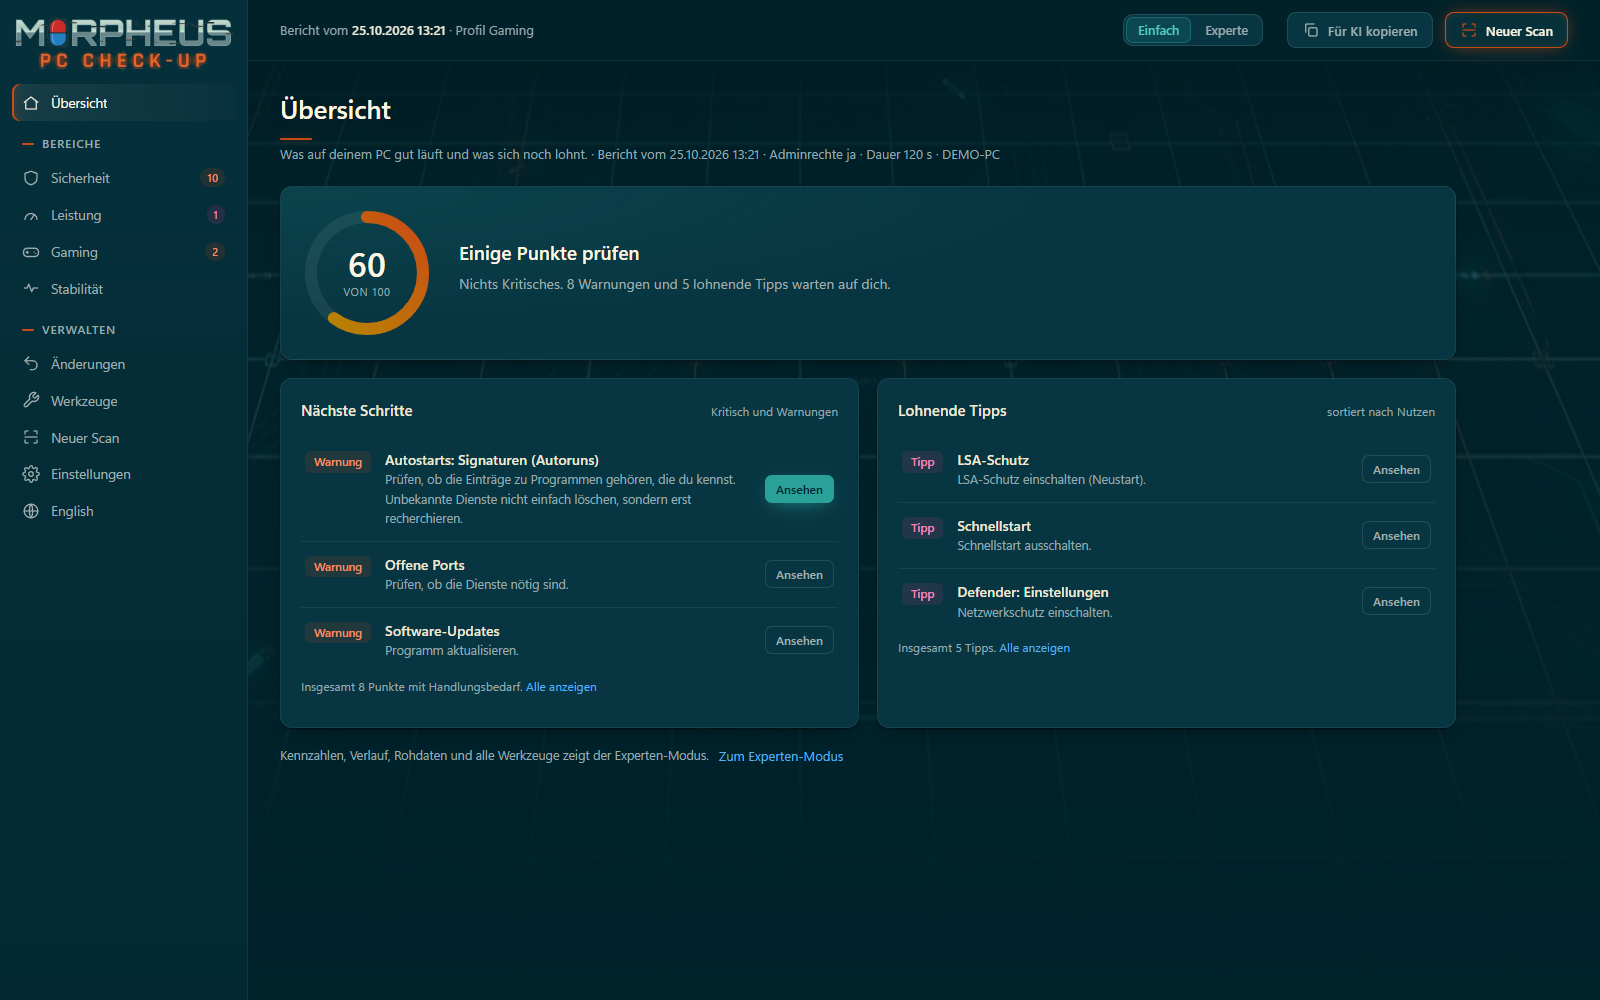 MORPHEUS
PC CHECK-UP
Übersicht
BEREICHE
Sicherheit 10
Leistung 1
Gaming 2
Stabilität
VERWALTEN
Änderungen
Werkzeuge
Neuer Scan
Einstellungen
English
Bericht vom 25.10.2026 13:21 · Profil Gaming
Einfach Experte
Für KI kopieren
Neuer Scan
Übersicht
Was auf deinem PC gut läuft und was sich noch lohnt. · Bericht vom 25.10.2026 13:21 · Adminrechte ja · Dauer 120 s · DEMO-PC
60
VON 100
Einige Punkte prüfen
Nichts Kritisches. 8 Warnungen und 5 lohnende Tipps warten auf dich.
Nächste Schritte
Kritisch und Warnungen
Warnung
Autostarts: Signaturen (Autoruns)
Prüfen, ob die Einträge zu Programmen gehören, die du kennst.
Unbekannte Dienste nicht einfach löschen, sondern erst
recherchieren.
Ansehen
Warnung
Offene Ports
Prüfen, ob die Dienste nötig sind.
Ansehen
Warnung
Software-Updates
Programm aktualisieren.
Ansehen
Insgesamt 8 Punkte mit Handlungsbedarf. Alle anzeigen
Lohnende Tipps
sortiert nach Nutzen
Tipp
LSA-Schutz
LSA-Schutz einschalten (Neustart).
Ansehen
Tipp
Schnellstart
Schnellstart ausschalten.
Ansehen
Tipp
Defender: Einstellungen
Netzwerkschutz einschalten.
Ansehen
Insgesamt 5 Tipps. Alle anzeigen
Kennzahlen, Verlauf, Rohdaten und alle Werkzeuge zeigt der Experten-Modus. Zum Experten-Modus